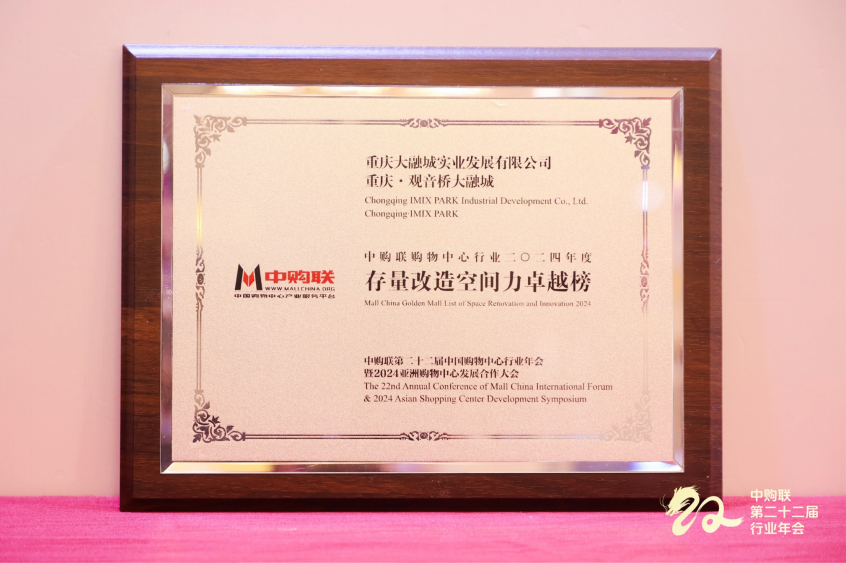 重庆大融城实业发展有限公司
重庆·观音桥大融城
Chongqing IMIX PARK Industrial Development Co., Ltd.
Chongqing·IMIX PARK
中购联
WWW.MALLCHINA.ORG
中国购物中心产业服务平台
中购联购物中心行业二〇二四年度
存量改造空间力卓越榜
Mall China Golden Mall List of Space Renovation and Innovation 2024
中购联第二十二届中国购物中心行业年会
暨2024亚洲购物中心发展合作大会
The 22nd Annual Conference of Mall China International Forum
& 2024 Asian Shopping Center Development Symposium
中购联
第二十二届
行业年会